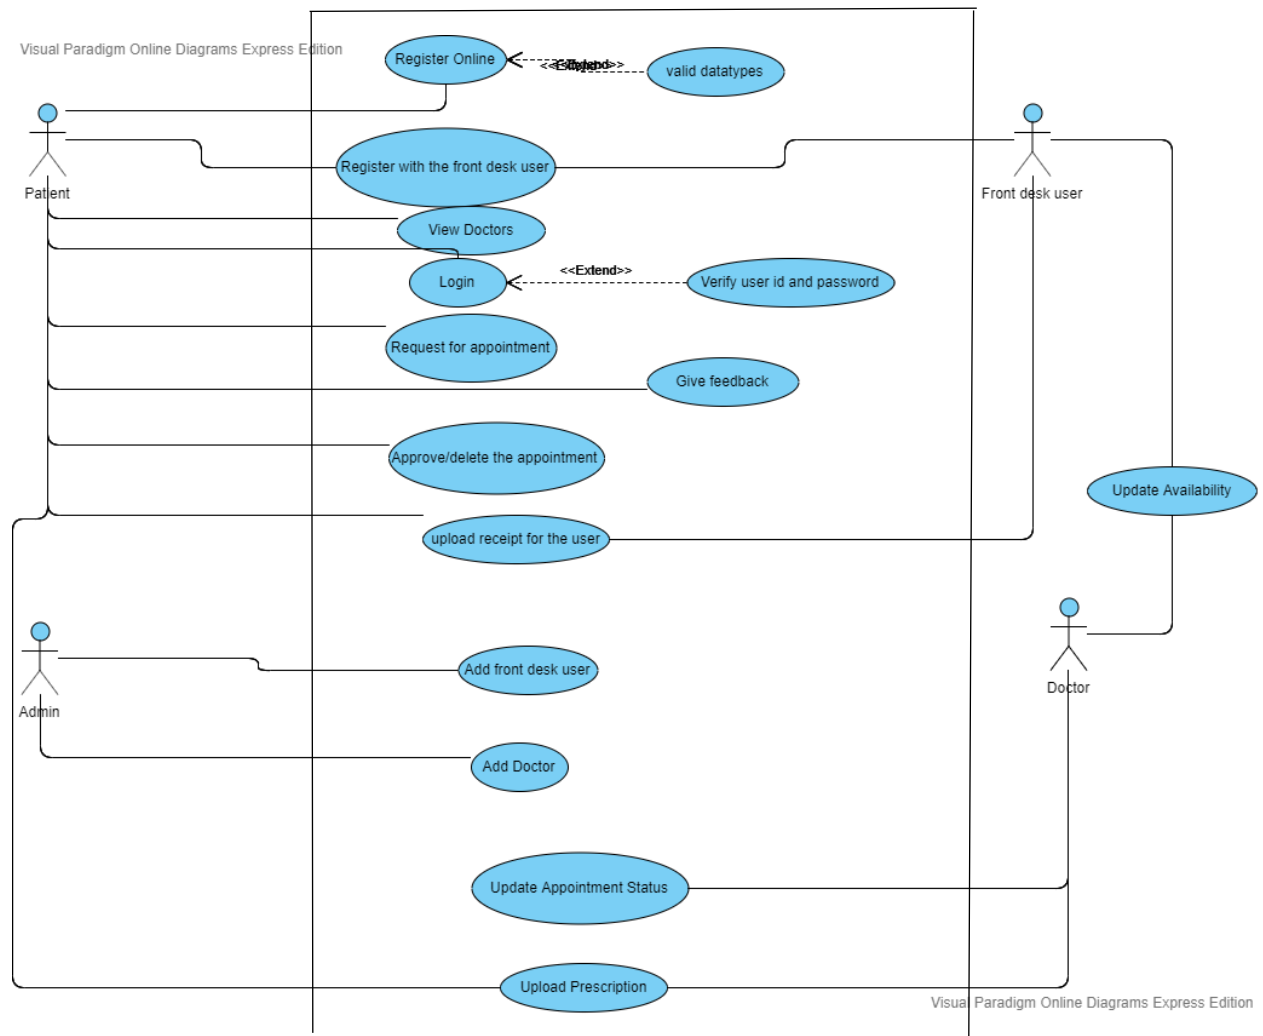 Visual Paradigm Online Diagrams Express Edition
Register Online
<<Extend>>
valid datatypes
Patient
Register with the front desk user
Front desk user
View Doctors
Login
<<Extend>>
Verify user id and password
Request for appointment
Give feedback
Approve/delete the appointment
Update Availability
upload receipt for the user
Admin
Add front desk user
Doctor
Add Doctor
Update Appointment Status
Upload Prescription
Visual Paradigm Online Diagrams Express Edition